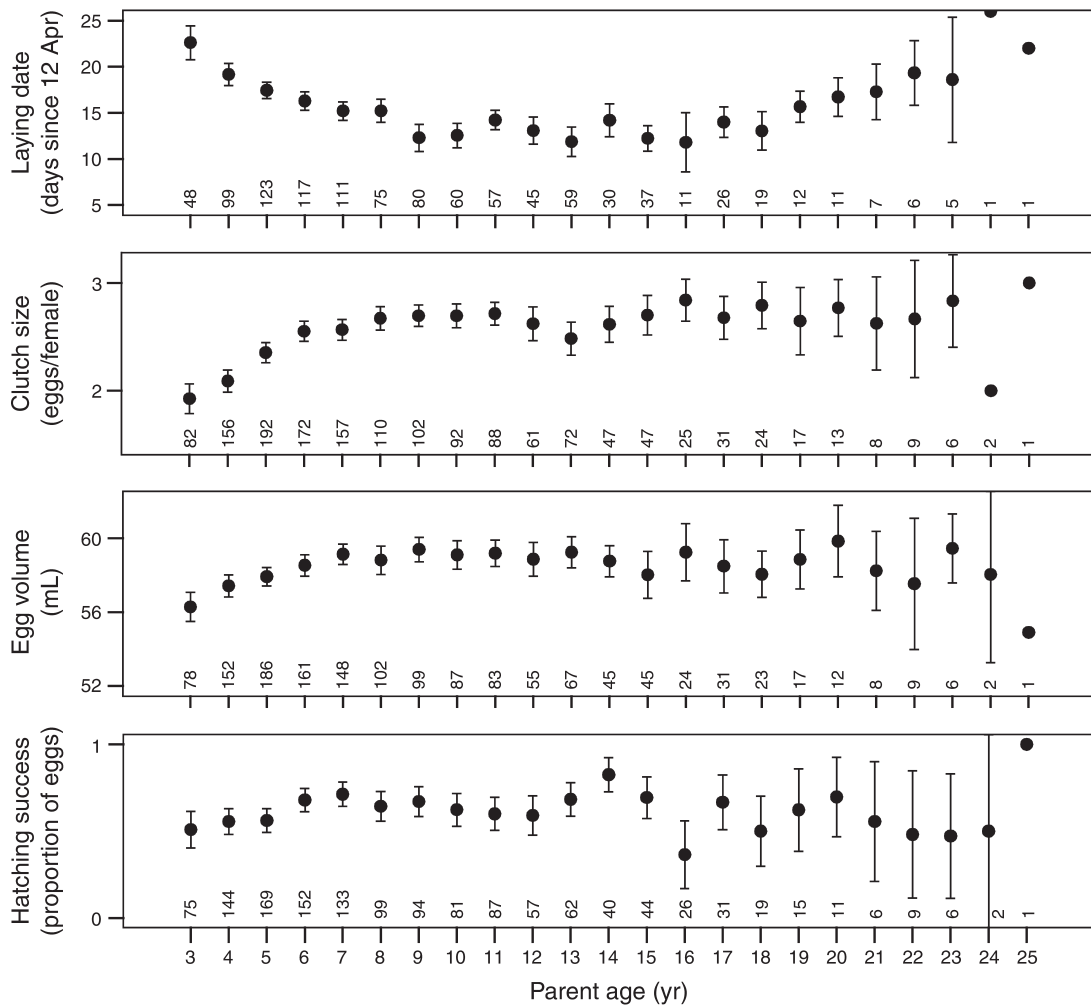 Laying date
(days since 12 Apr)
25
20
15
10
5
48 99 123 117 111 75 80 60 57 45 59 30 37 11 26 19 12 11 7 6 5 1 1
Clutch size
(eggs/female)
3
2
82 156 192 172 157 110 102 92 88 61 72 47 47 25 31 24 17 13 8 9 6 2 1
Egg volume
(mL)
60
56
52
78 152 186 161 148 102 99 87 83 55 67 45 45 24 31 23 17 12 8 9 6 2 1
Hatching success
(proportion of eggs)
1
0
75 144 169 152 133 99 94 81 87 57 62 40 44 26 31 19 15 11 6 9 6 2 1
3 4 5 6 7 8 9 10 11 12 13 14 15 16 17 18 19 20 21 22 23 24 25
Parent age (yr)